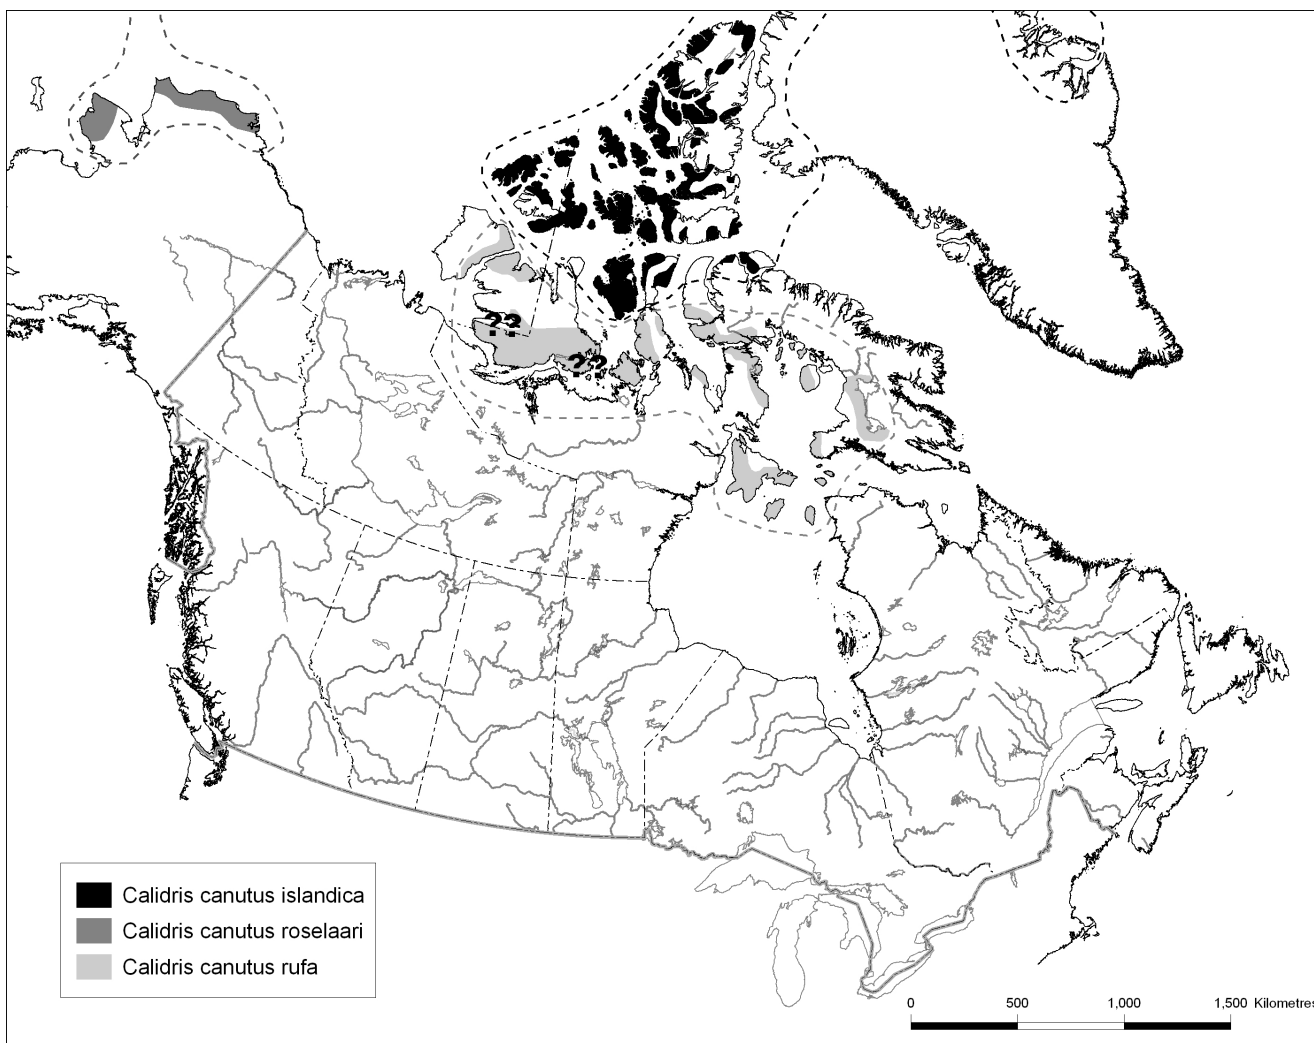 ??
??
Calidris canutus islandica
Calidris canutus roselaari
Calidris canutus rufa
0 500 1,000 1,500 Kilometres